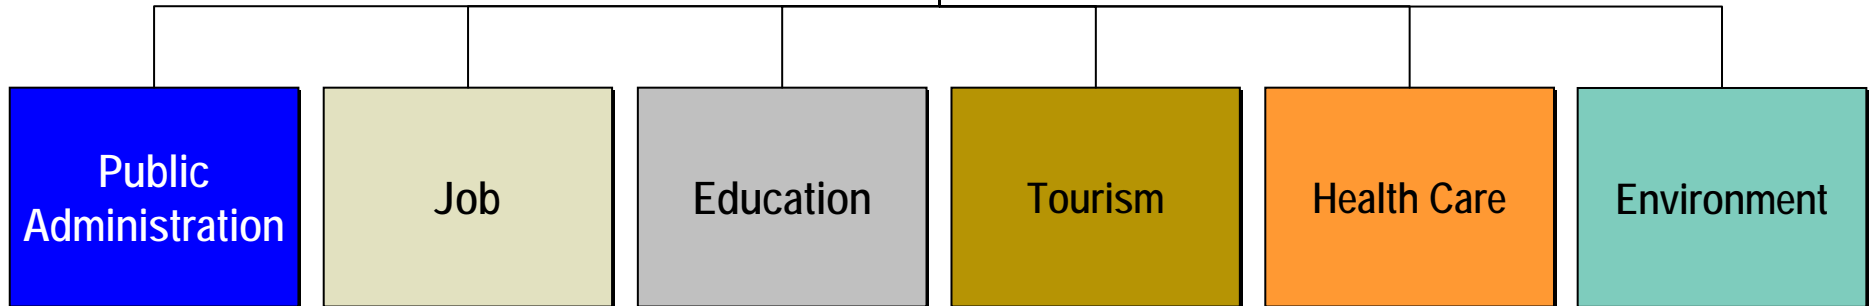 Public
Administration
Job
Education
Tourism
Health Care
Environment